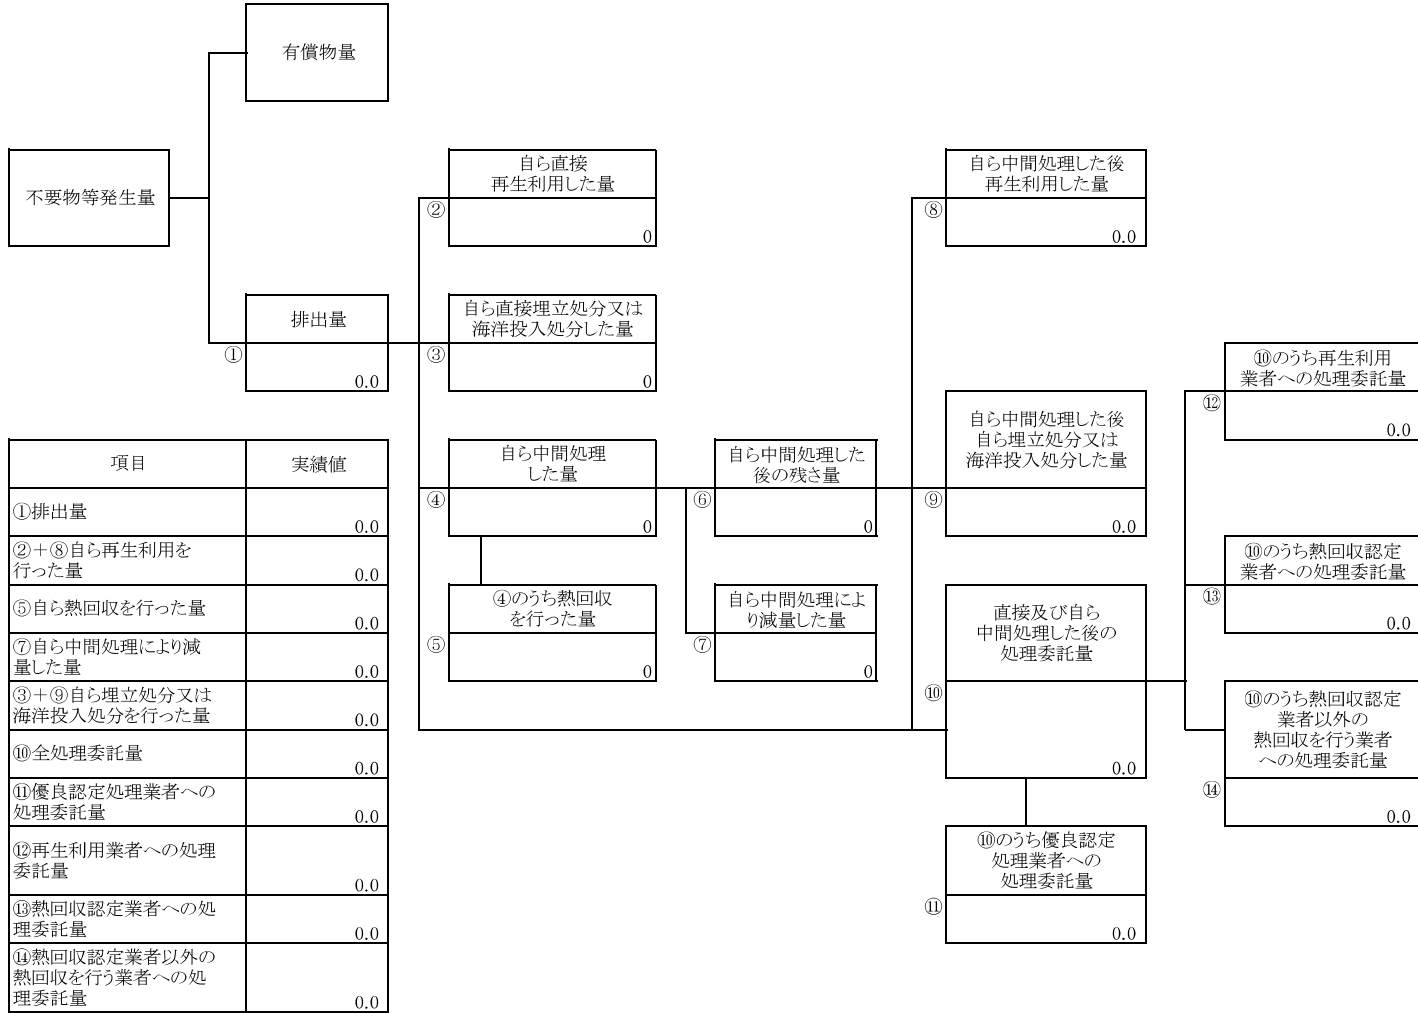 有償物量
不要物等発生量
排出量
①
0.0
自ら直接
再生利用した量
②
0
自ら直接埋立処分又は
海洋投入処分した量
③
0
自ら中間処理
した量
④
0
④のうち熱回収
を行った量
⑤
0
自ら中間処理した
後の残さ量
⑥
0
自ら中間処理によ
り減量した量
⑦
0
自ら中間処理した後
再生利用した量
⑧
0.0
自ら中間処理した後
自ら埋立処分又は
海洋投入処分した量
⑨
0.0
直接及び自ら
中間処理した後の
処理委託量
⑩
0.0
⑩のうち優良認定
処理業者への
処理委託量
⑪
0.0
⑩のうち再生利用
業者への処理委託量
⑫
0.0
⑩のうち熱回収認定
業者への処理委託量
⑬
0.0
⑩のうち熱回収認定
業者以外の
熱回収を行う業者
への処理委託量
⑭
0.0
項目 実績値
①排出量
0.0
②＋⑧自ら再生利用を
行った量
0.0
⑤自ら熱回収を行った量
0.0
⑦自ら中間処理により減
量した量
0.0
③＋⑨自ら埋立処分又は
海洋投入処分を行った量
0.0
⑩全処理委託量
0.0
⑪優良認定処理業者への
処理委託量
0.0
⑫再生利用業者への処理
委託量
0.0
⑬熱回収認定業者への処
理委託量
0.0
⑭熱回収認定業者以外の
熱回収を行う業者への処
理委託量
0.0